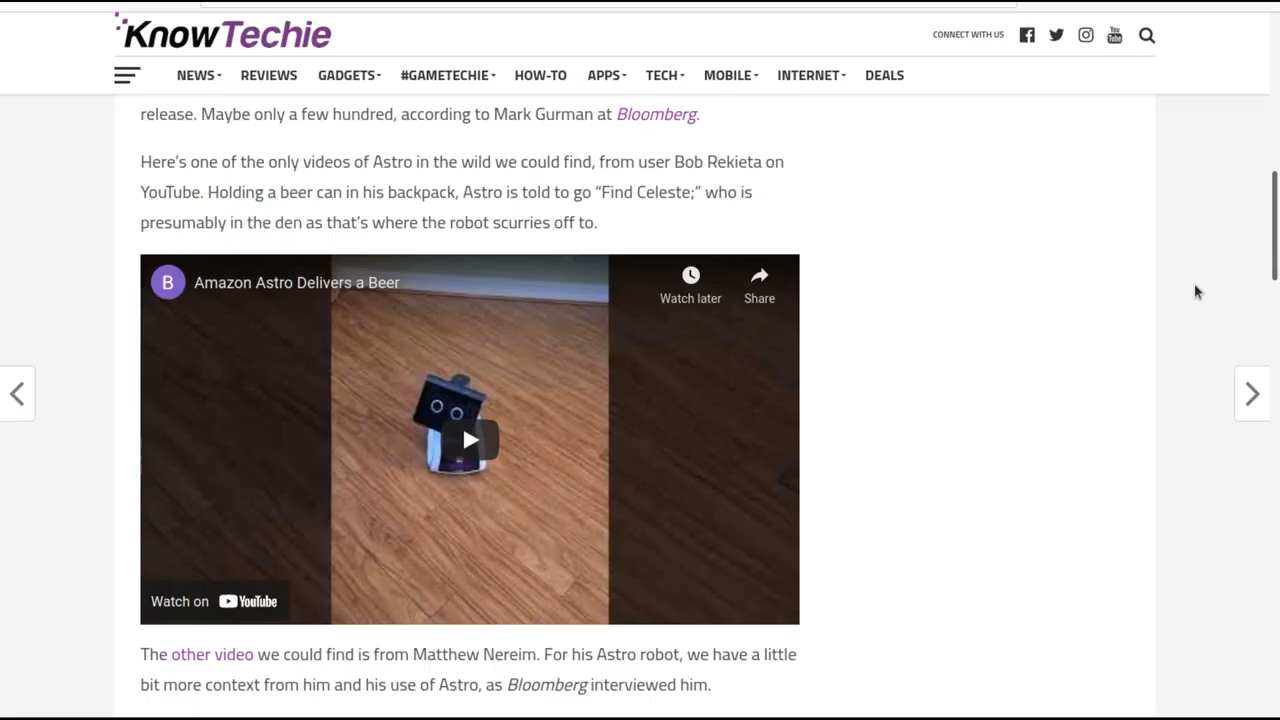 KnowTechie
CONNECT WITH US
You
Tube
NEWS REVIEWS GADGETS #GAMETECHIE HOW-TO APPS TECH MOBILE INTERNET DEALS
release. Maybe only a few hundred, according to Mark Gurman at Bloomberg.
Here’s one of the only videos of Astro in the wild we could find, from user Bob Rekieta on
YouTube. Holding a beer can in his backpack, Astro is told to go “Find Celeste;” who is
presumably in the den as that’s where the robot scurries off to.
B Amazon Astro Delivers a Beer
Watch later Share
Watch on YouTube
The other video we could find is from Matthew Nereim. For his Astro robot, we have a little
bit more context from him and his use of Astro, as Bloomberg interviewed him.